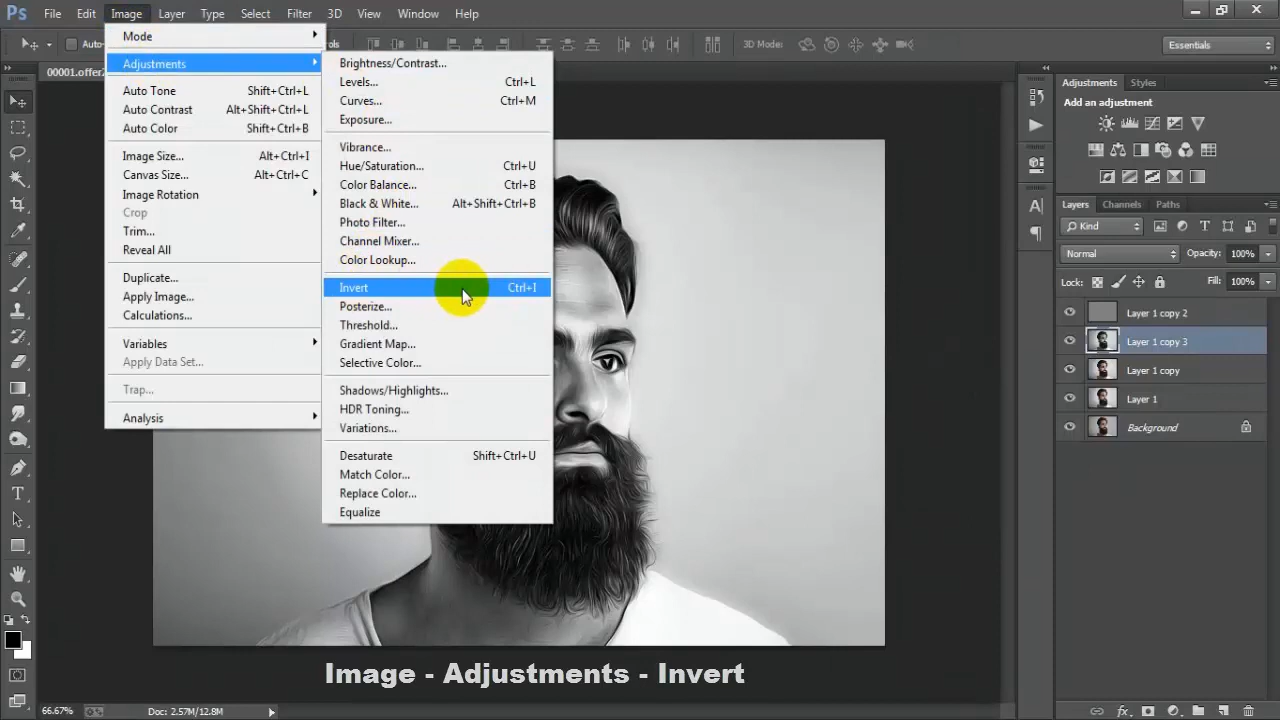 Ps File Edit Image Layer Type Select Filter 3D View Window Help
Auto-
3D Mode:
Essentials
00001.offer
Mode
Adjustments
Auto Tone Shift+Ctrl+L
Auto Contrast Alt+Shift+Ctrl+L
Auto Color Shift+Ctrl+B
Image Size... Alt+Ctrl+I
Canvas Size... Alt+Ctrl+C
Image Rotation
Crop
Trim...
Reveal All
Duplicate...
Apply Image...
Calculations...
Variables
Apply Data Set...
Trap...
Analysis
Brightness/Contrast...
Levels... Ctrl+L
Curves... Ctrl+M
Exposure...
Vibrance...
Hue/Saturation... Ctrl+U
Color Balance... Ctrl+B
Black & White... Alt+Shift+Ctrl+B
Photo Filter...
Channel Mixer...
Color Lookup...
Invert Ctrl+I
Posterize...
Threshold...
Gradient Map...
Selective Color...
Shadows/Highlights...
HDR Toning...
Variations...
Desaturate Shift+Ctrl+U
Match Color...
Replace Color...
Equalize
Adjustments Styles
Add an adjustment
Layers Channels Paths
Kind
Normal Opacity: 100%
Lock: Fill: 100%
Layer 1 copy 2
Layer 1 copy 3
Layer 1 copy
Layer 1
Background
Image - Adjustments - Invert
66.67% Doc: 2.57M/12.8M